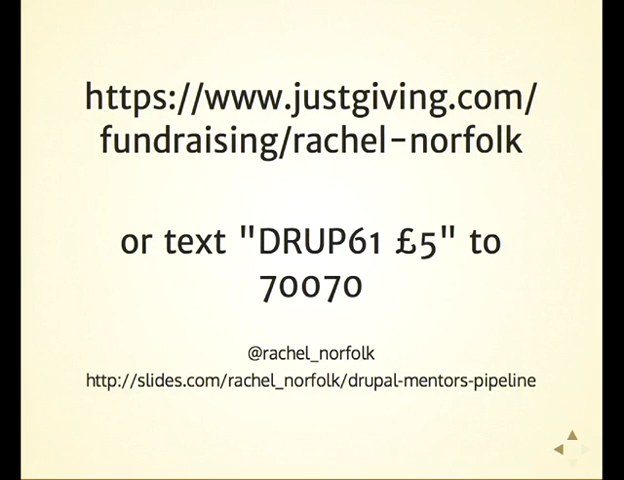 https://www.justgiving.com/
fundraising/rachel-norfolk
or text "DRUP61 £5" to
70070
@rachel_norfolk
http://slides.com/rachel_norfolk/drupal-mentors-pipeline